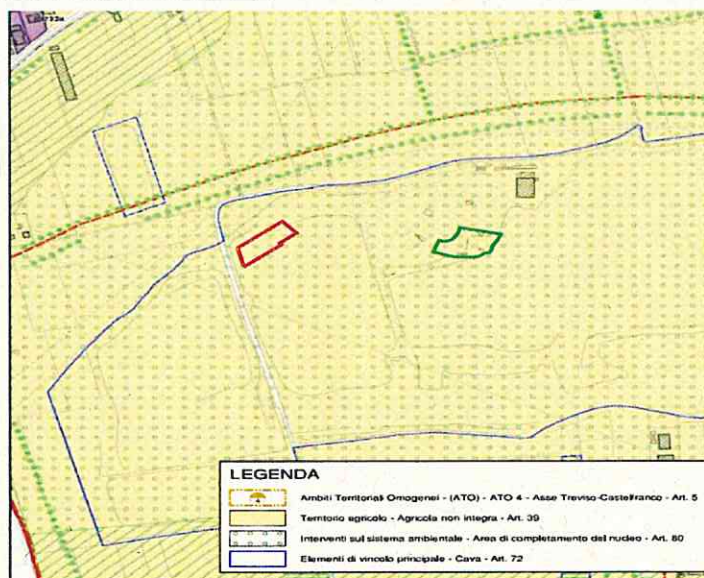 LEGENDA
Ambiti Territoriali Omogenei - (ATO) - ATO 4 - Asse Treviso-Castelfranco - Art. 5
Territorio agricolo - Agricola non integra - Art. 39
Interventi sul sistema ambientale - Area di completamento del nucleo - Art. 80
Elementi di vincolo principale - Cava - Art. 72